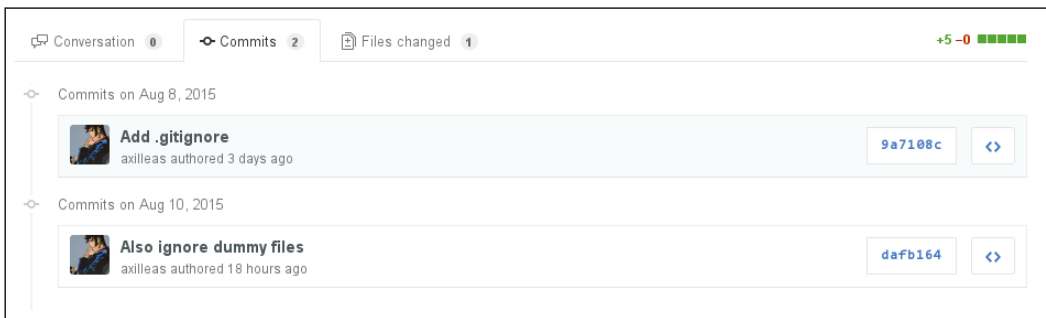 Conversation 0 Commits 2 Files changed 1 +5 −0
Commits on Aug 8, 2015
Add .gitignore
axilleas authored 3 days ago
9a7108c <>
Commits on Aug 10, 2015
Also ignore dummy files
axilleas authored 18 hours ago
dafb164 <>